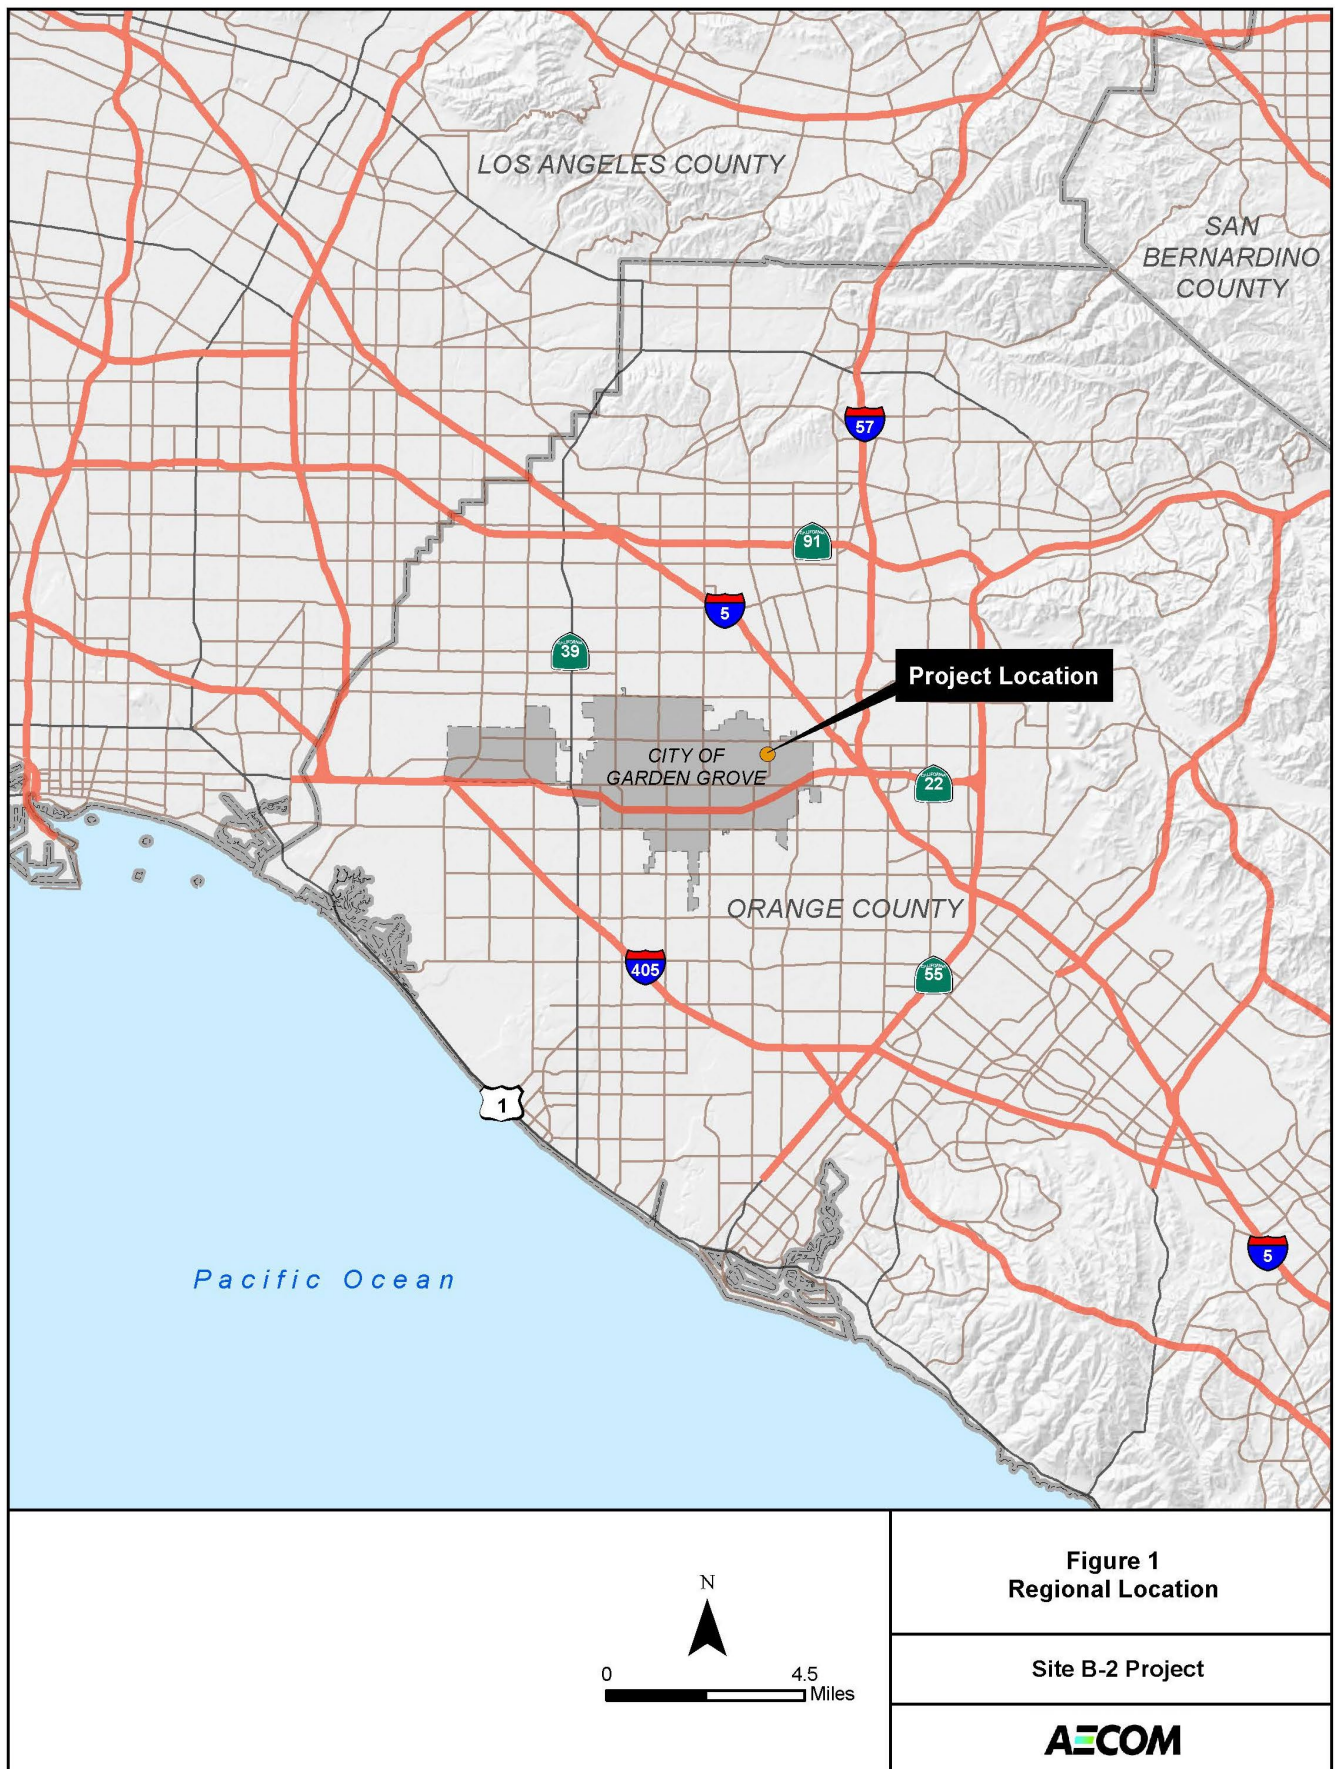 LOS ANGELES COUNTY
SAN
BERNARDINO
COUNTY
57
91
5
39
Project Location
CITY OF
GARDEN GROVE
22
ORANGE COUNTY
405
55
1
5
Pacific Ocean
N
0 4.5
Miles
Figure 1
Regional Location
Site B-2 Project
AECOM